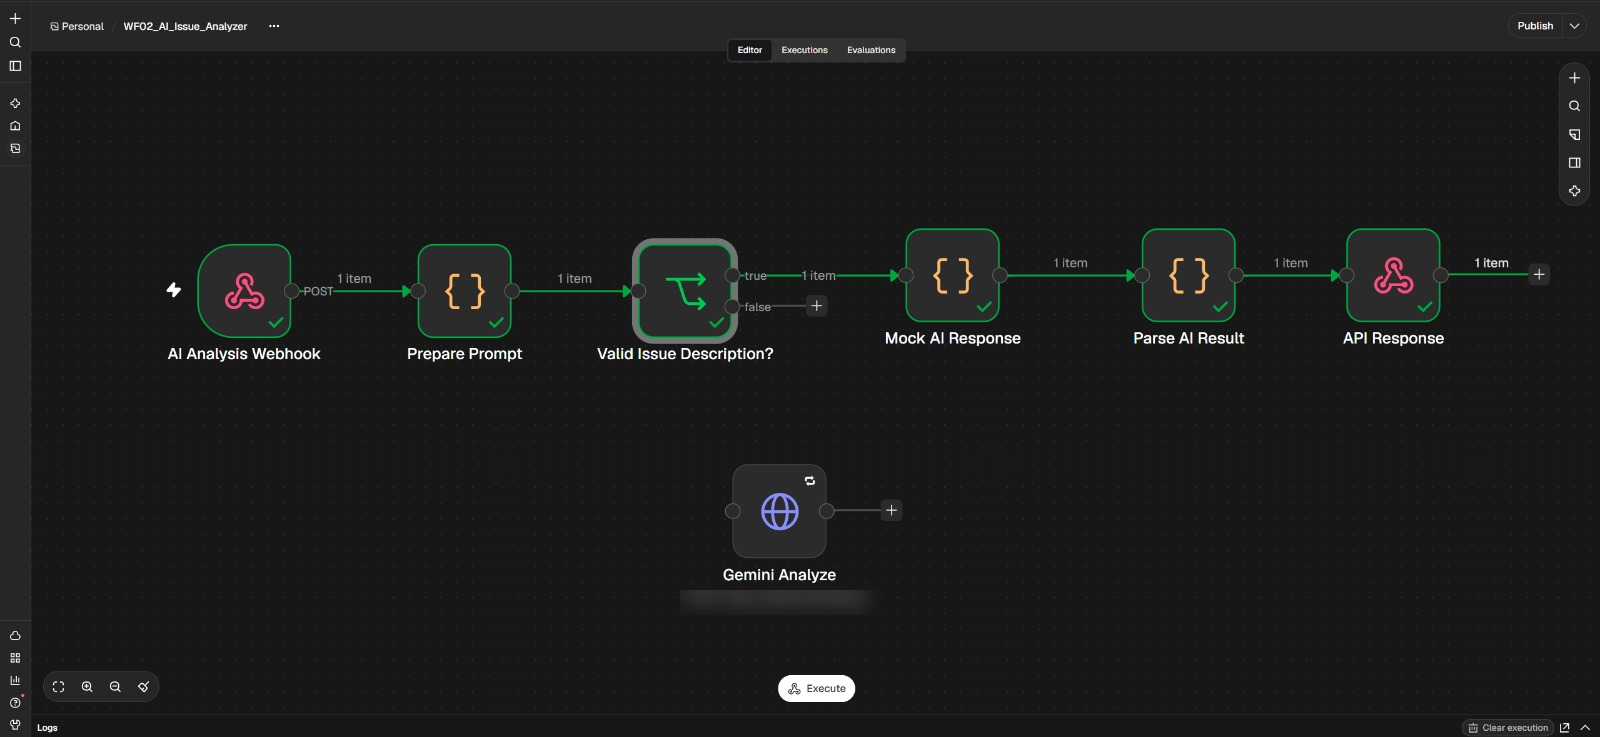 Personal / WF02_AI_Issue_Analyzer ...
Publish
Editor Executions Evaluations
POST
1 item
1 item
true
1 item
false
1 item
1 item
1 item
AI Analysis Webhook
Prepare Prompt
Valid Issue Description?
Mock AI Response
Parse AI Result
API Response
Gemini Analyze
Execute
Logs
Clear execution